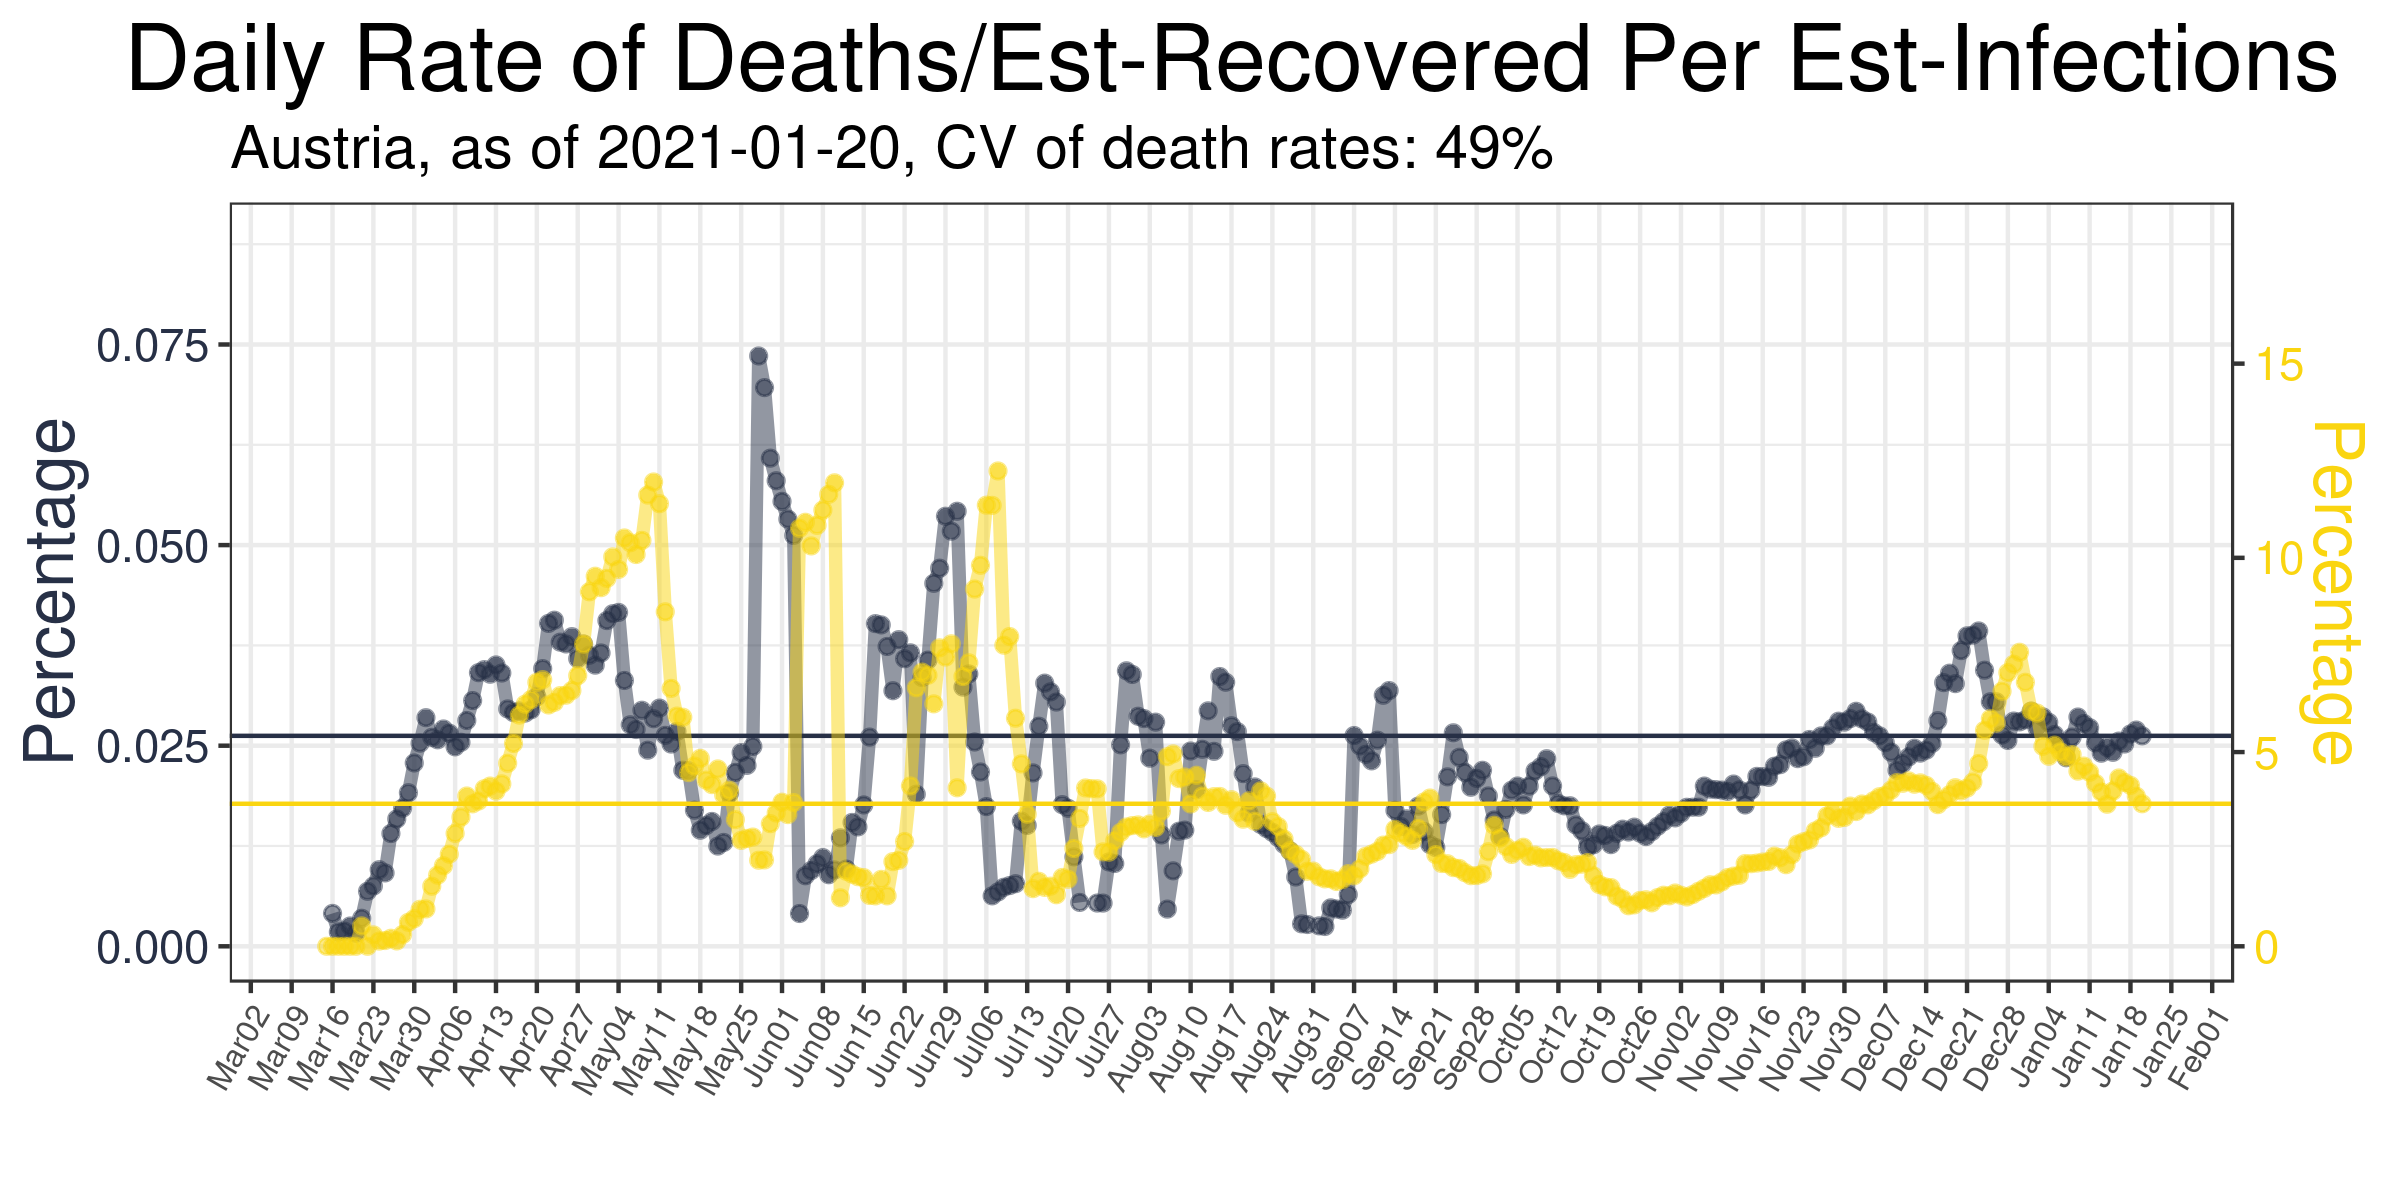 Daily Rate of Deaths/Est-Recovered Per Est-Infections
Austria, as of 2021-01-20, CV of death rates: 49%
Percentage
0.075
0.050
0.025
0.000
15
10
5
0
Percentage
Mar02 Mar09 Mar16 Mar23 Mar30 Apr06 Apr13 Apr20 Apr27 May04 May11 May18 May25 Jun01 Jun08 Jun15 Jun22 Jun29 Jul06 Jul13 Jul20 Jul27 Aug03 Aug10 Aug17 Aug24 Aug31 Sep07 Sep14 Sep21 Sep28 Oct05 Oct12 Oct19 Oct26 Nov02 Nov09 Nov16 Nov23 Nov30 Dec07 Dec14 Dec21 Dec28 Jan04 Jan11 Jan18 Jan25 Feb01